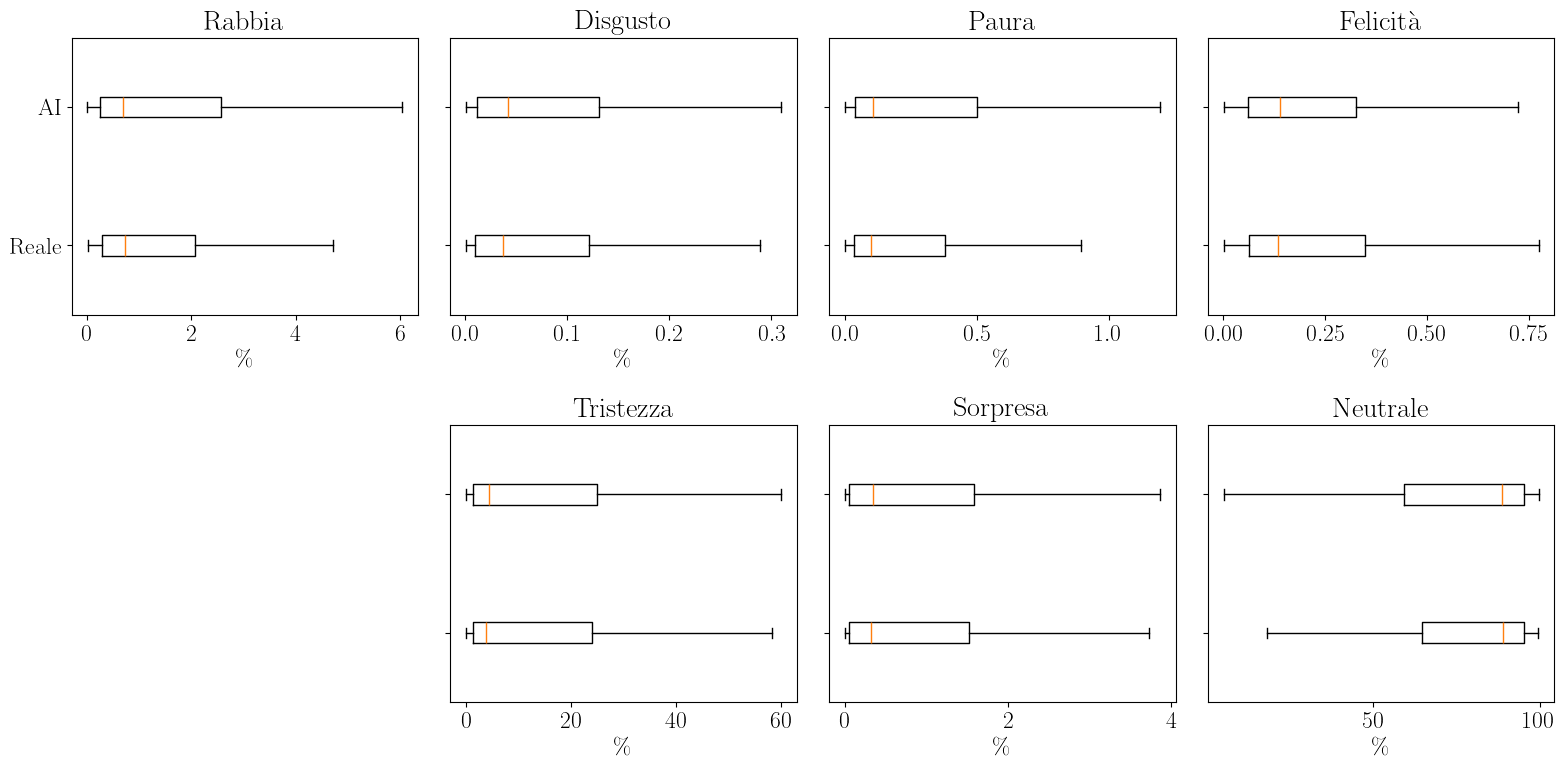 Rabbia Disgusto Paura Felicità
AI
Reale
0 2 4 6 0.0 0.1 0.2 0.3 0.0 0.5 1.0 0.00 0.25 0.50 0.75
% % % %
Tristezza Sorpresa Neutrale
0 20 40 60 0 2 4 50 100
% % %